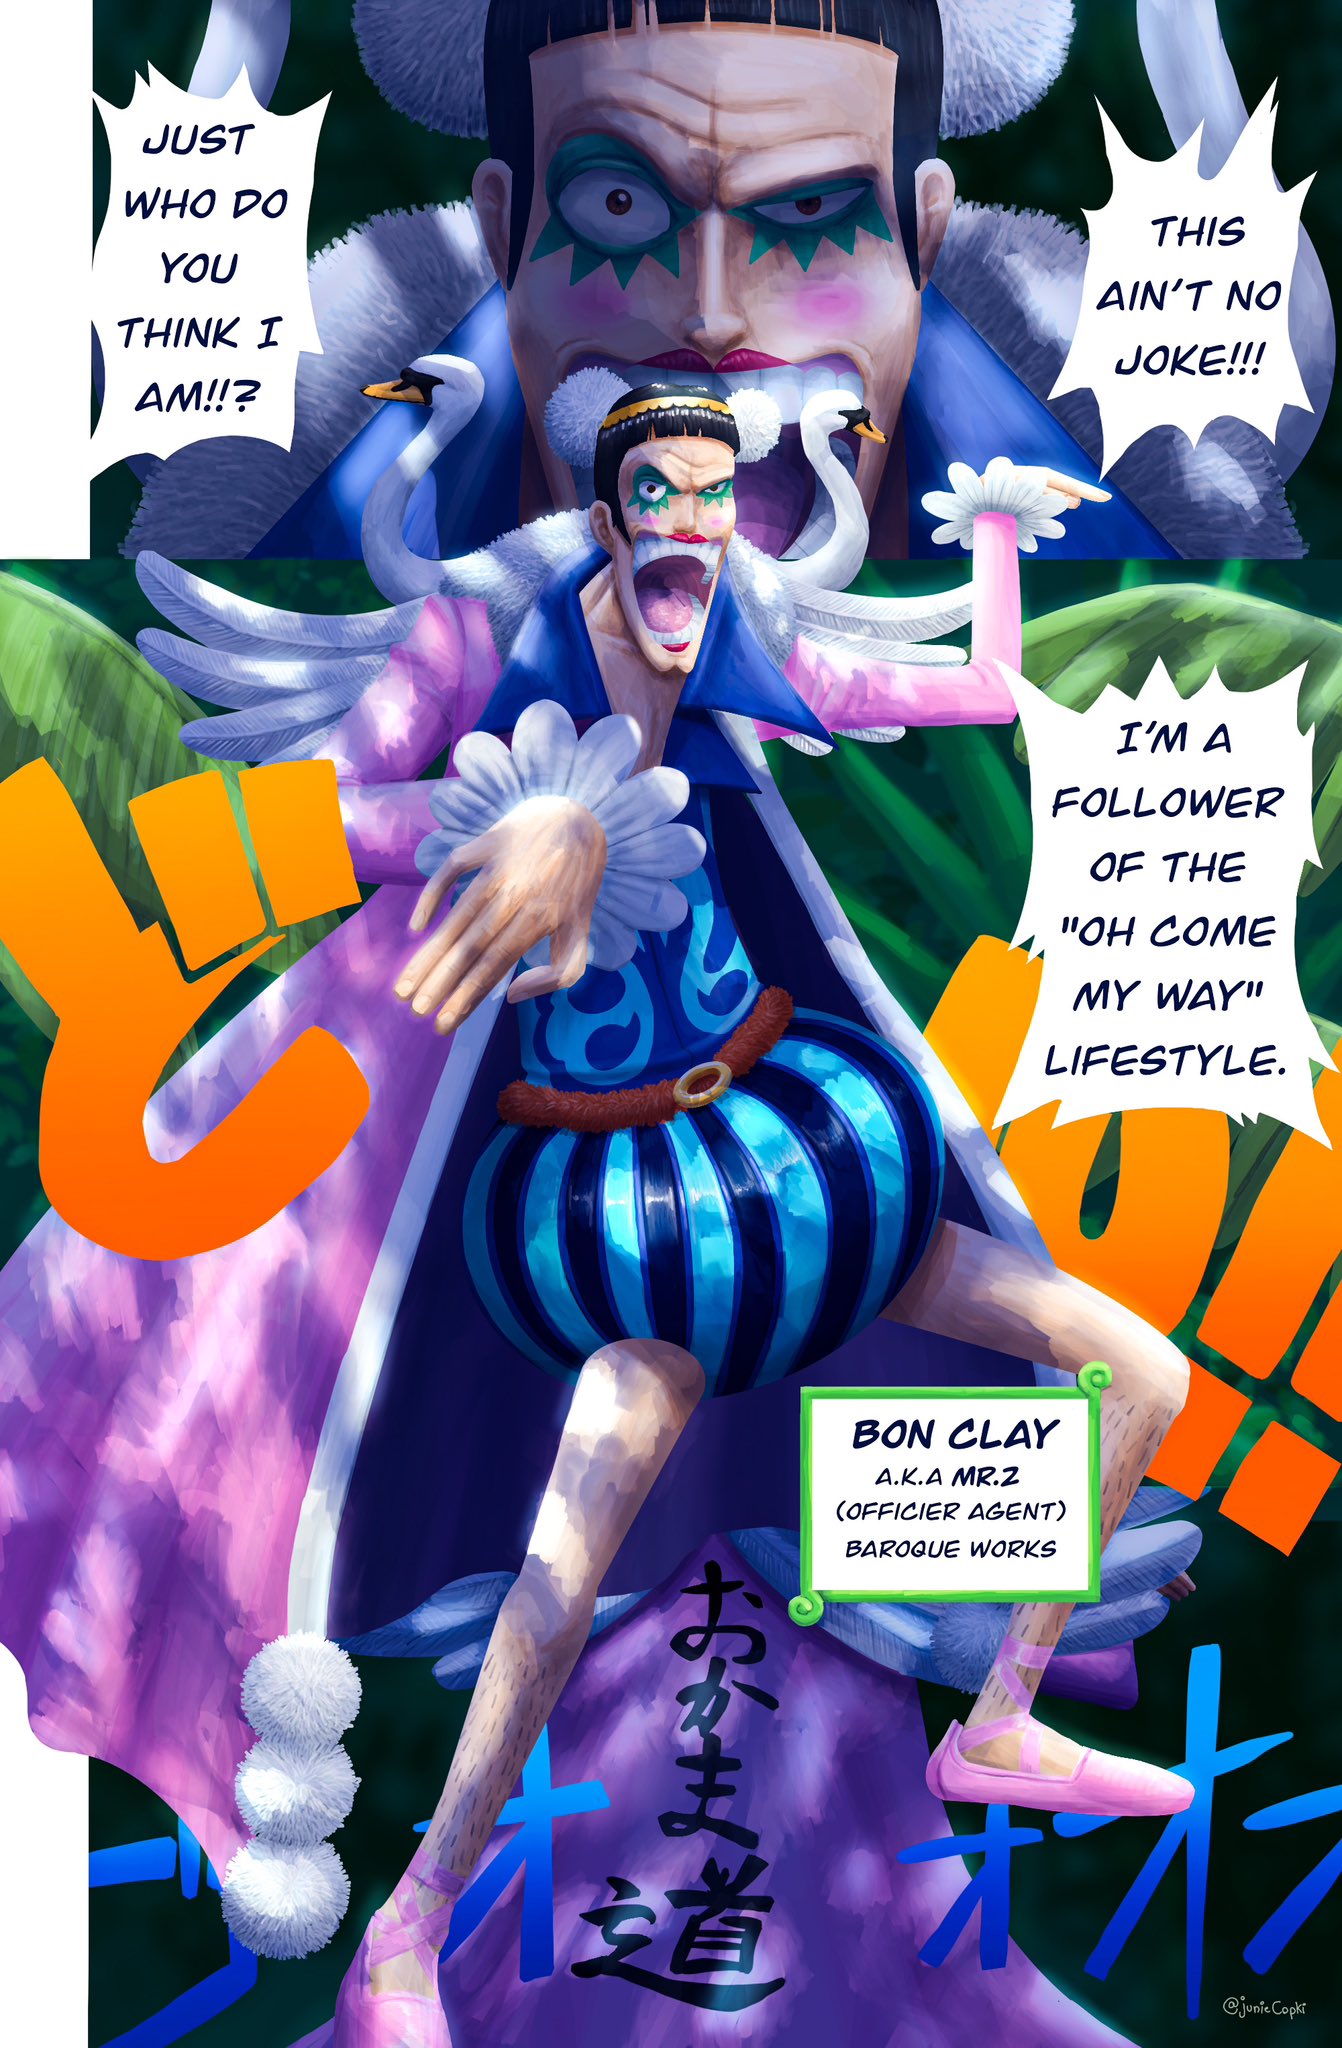 JUST
WHO DO
YOU
THINK I
AM!!?
THIS
AIN'T NO
JOKE!!!
I'M A
FOLLOWER
OF THE
"OH COME
MY WAY"
LIFESTYLE.
ど
!!
BON CLAY
A.K.A MR.2
(OFFICIER AGENT)
BAROQUE WORKS
おかま道
オオオ
@junieCopki